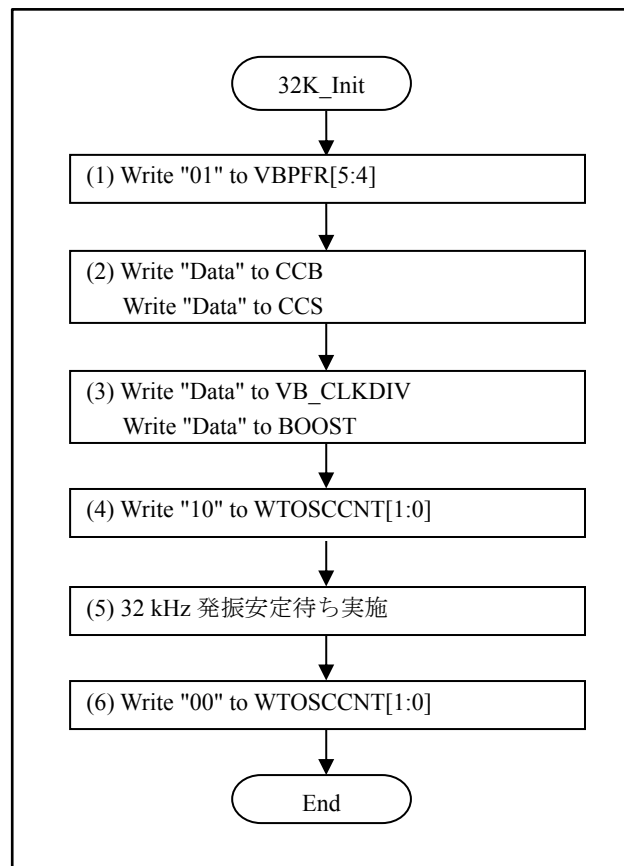 32K_Init
(1) Write "01" to VBPFR[5:4]
(2) Write "Data" to CCB
Write "Data" to CCS
(3) Write "Data" to VB_CLKDIV
Write "Data" to BOOST
(4) Write "10" to WTOSCCNT[1:0]
(5) 32 kHz 発振安定待ち実施
(6) Write "00" to WTOSCCNT[1:0]
End